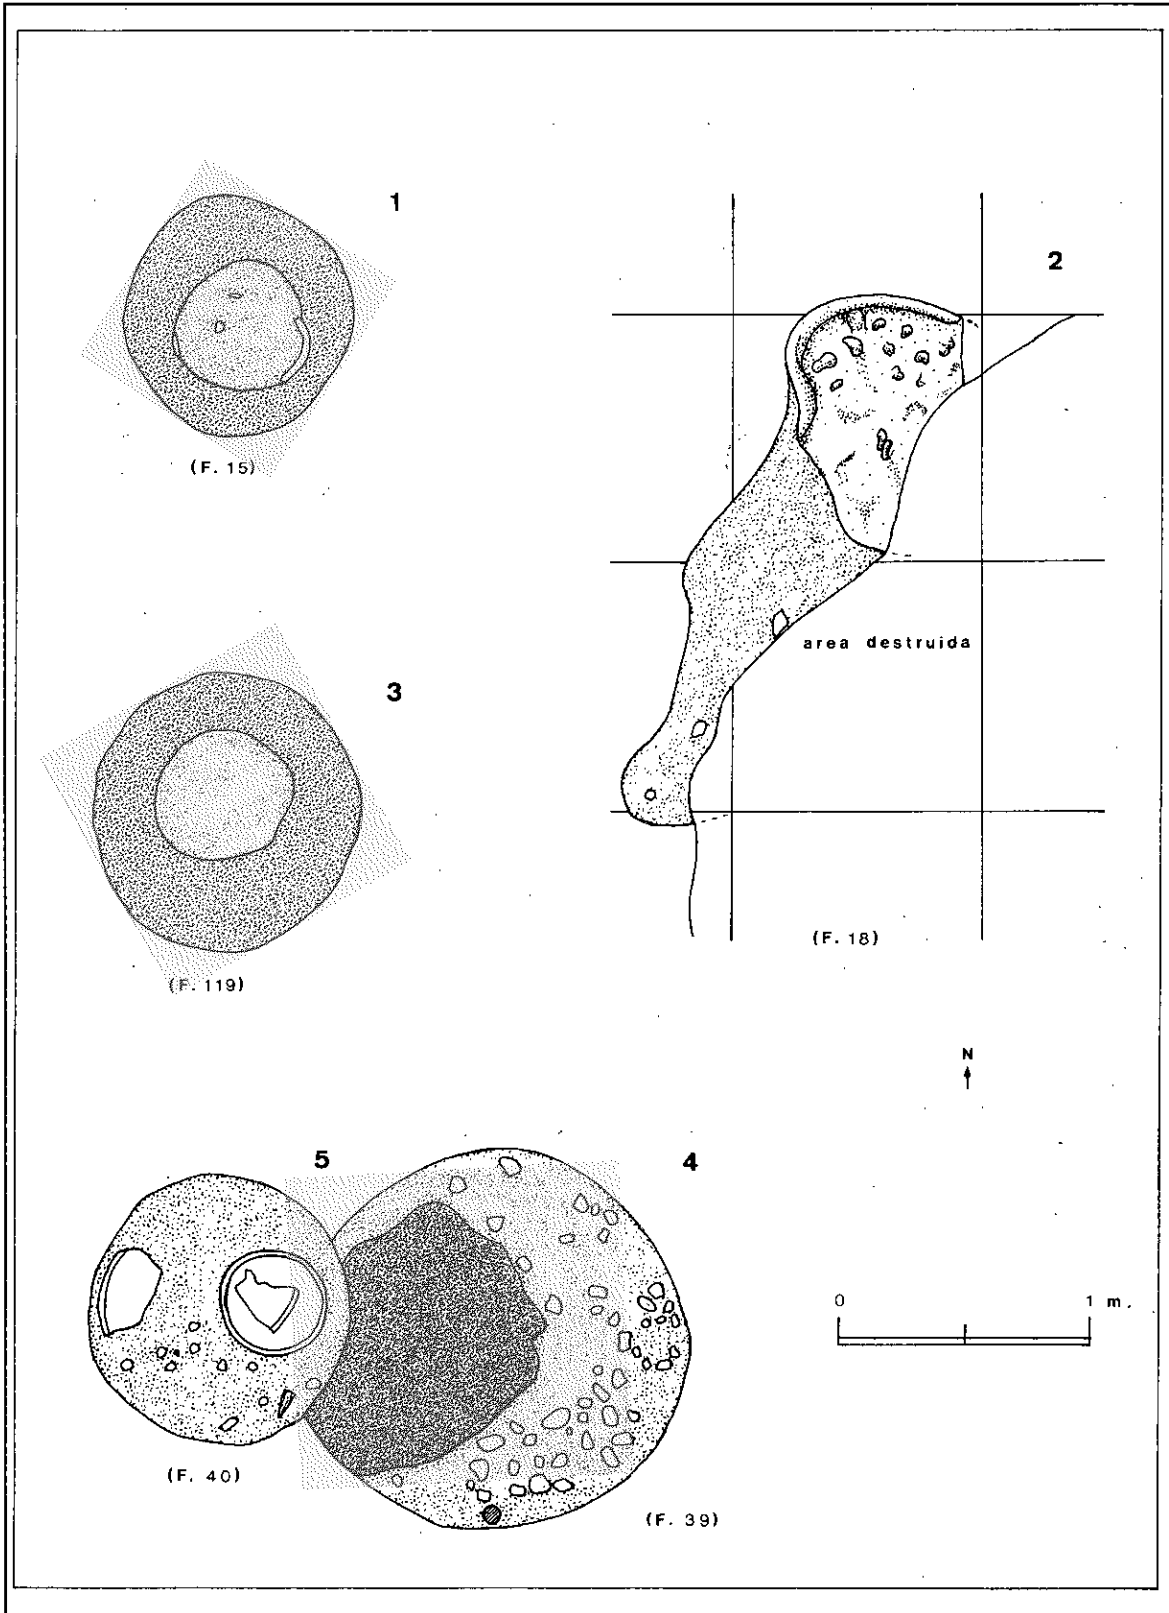 1
(F. 15)
2
area destruida
(F. 18)
3
(F. 119)
N
5
4
(F. 40)
(F. 39)
0 1 m.